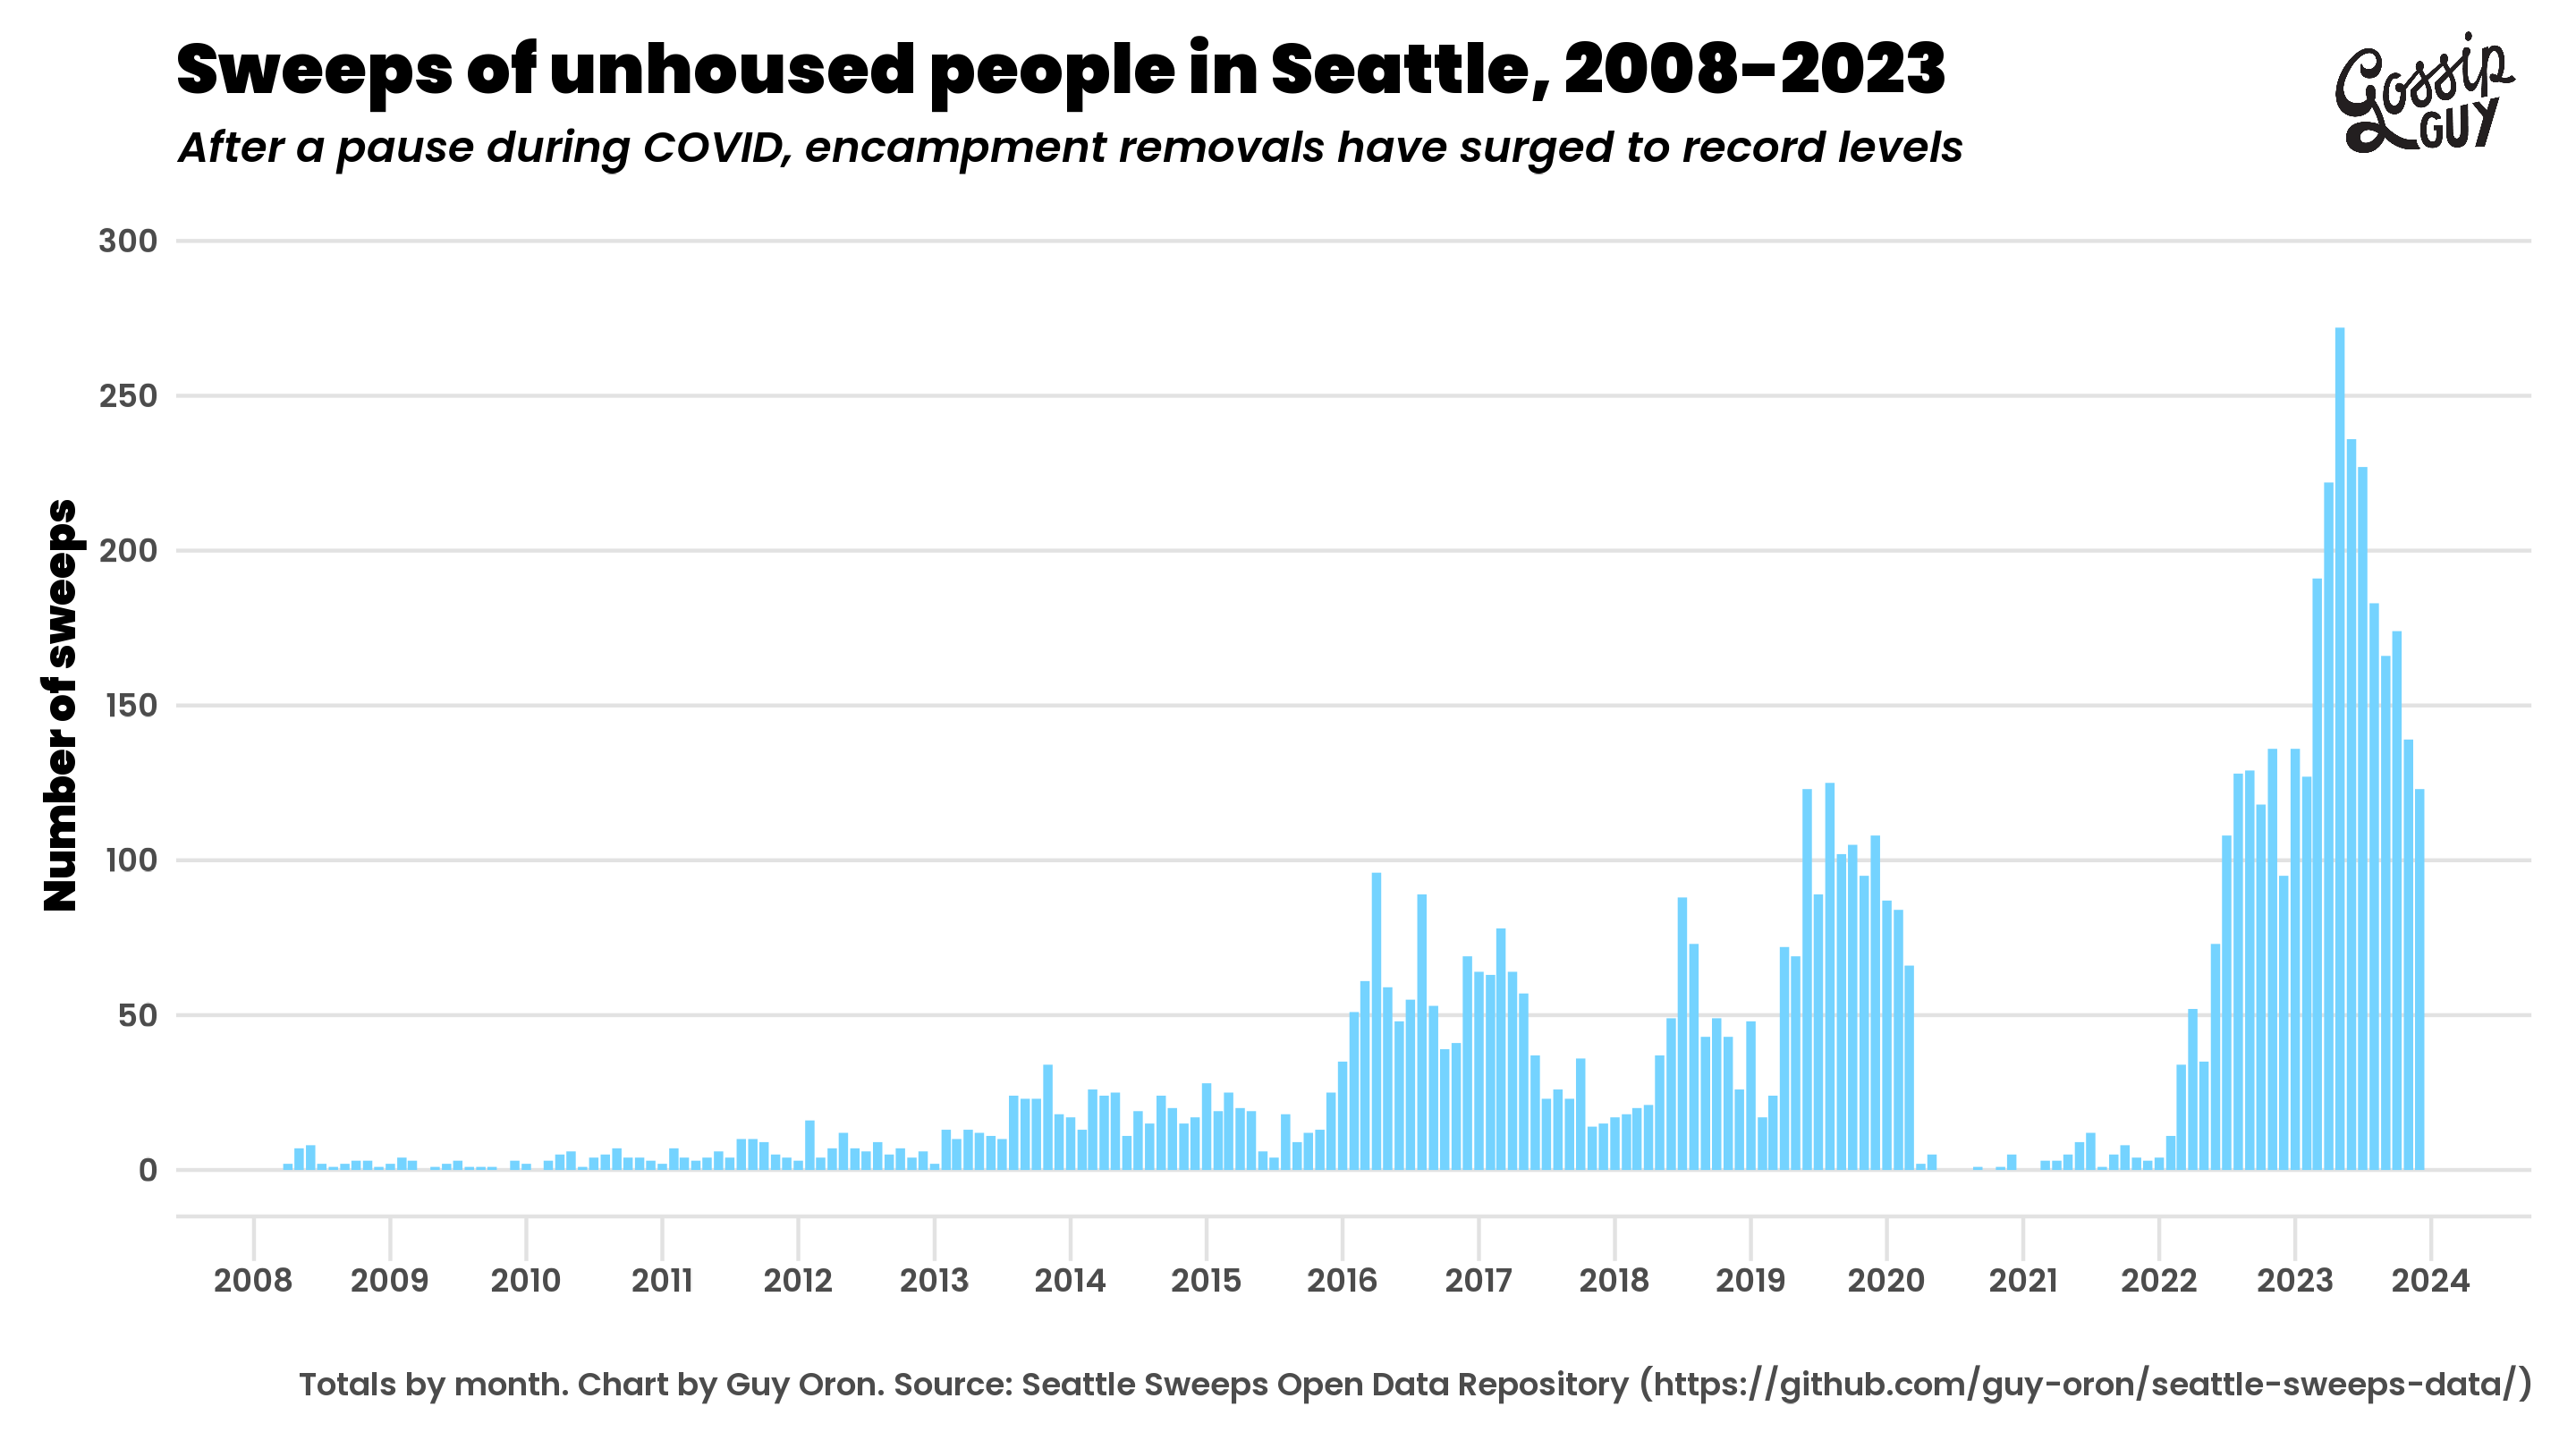 Sweeps of unhoused people in Seattle, 2008-2023
After a pause during COVID, encampment removals have surged to record levels
Gossip
GUY
300
250
200
150
100
50
0
Number of sweeps
2008 2009 2010 2011 2012 2013 2014 2015 2016 2017 2018 2019 2020 2021 2022 2023 2024
Totals by month. Chart by Guy Oron. Source: Seattle Sweeps Open Data Repository (https://github.com/guy-oron/seattle-sweeps-data/)